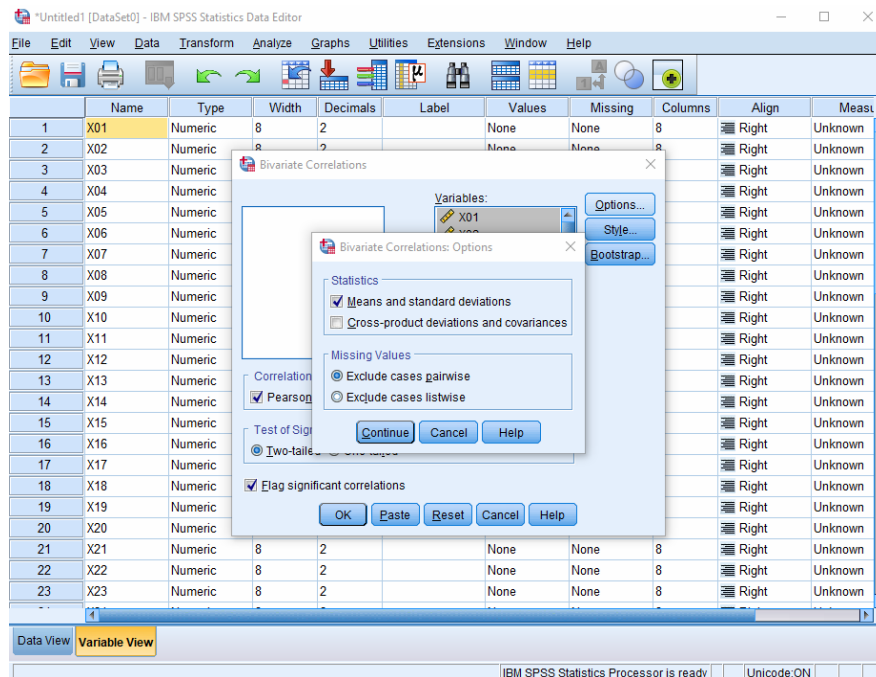 *Untitled1 [DataSet0] - IBM SPSS Statistics Data Editor
File Edit View Data Transform Analyze Graphs Utilities Extensions Window Help
Name Type Width Decimals Label Values Missing Columns Align Measu
1 X01 Numeric 8 2 None None 8 Right Unknown
2 X02 Numeric 8 2 None None 8 Right Unknown
3 X03 Numeric Right Unknown
4 X04 Numeric Right Unknown
5 X05 Numeric Right Unknown
6 X06 Numeric Right Unknown
7 X07 Numeric Right Unknown
8 X08 Numeric Right Unknown
9 X09 Numeric Right Unknown
10 X10 Numeric Right Unknown
11 X11 Numeric Right Unknown
12 X12 Numeric Right Unknown
13 X13 Numeric Right Unknown
14 X14 Numeric Right Unknown
15 X15 Numeric Right Unknown
16 X16 Numeric Right Unknown
17 X17 Numeric Right Unknown
18 X18 Numeric Right Unknown
19 X19 Numeric Right Unknown
20 X20 Numeric Right Unknown
21 X21 Numeric 8 2 None None 8 Right Unknown
22 X22 Numeric 8 2 None None 8 Right Unknown
23 X23 Numeric 8 2 None None 8 Right Unknown
Bivariate Correlations
Variables:
X01
Options...
Style...
Bootstrap...
Correlation
Pearson
Test of Sig
Two-taile
Flag significant correlations
OK Paste Reset Cancel Help
Bivariate Correlations: Options
Statistics
Means and standard deviations
Cross-product deviations and covariances
Missing Values
Exclude cases pairwise
Exclude cases listwise
Continue Cancel Help
Data View Variable View
IBM SPSS Statistics Processor is ready Unicode:ON